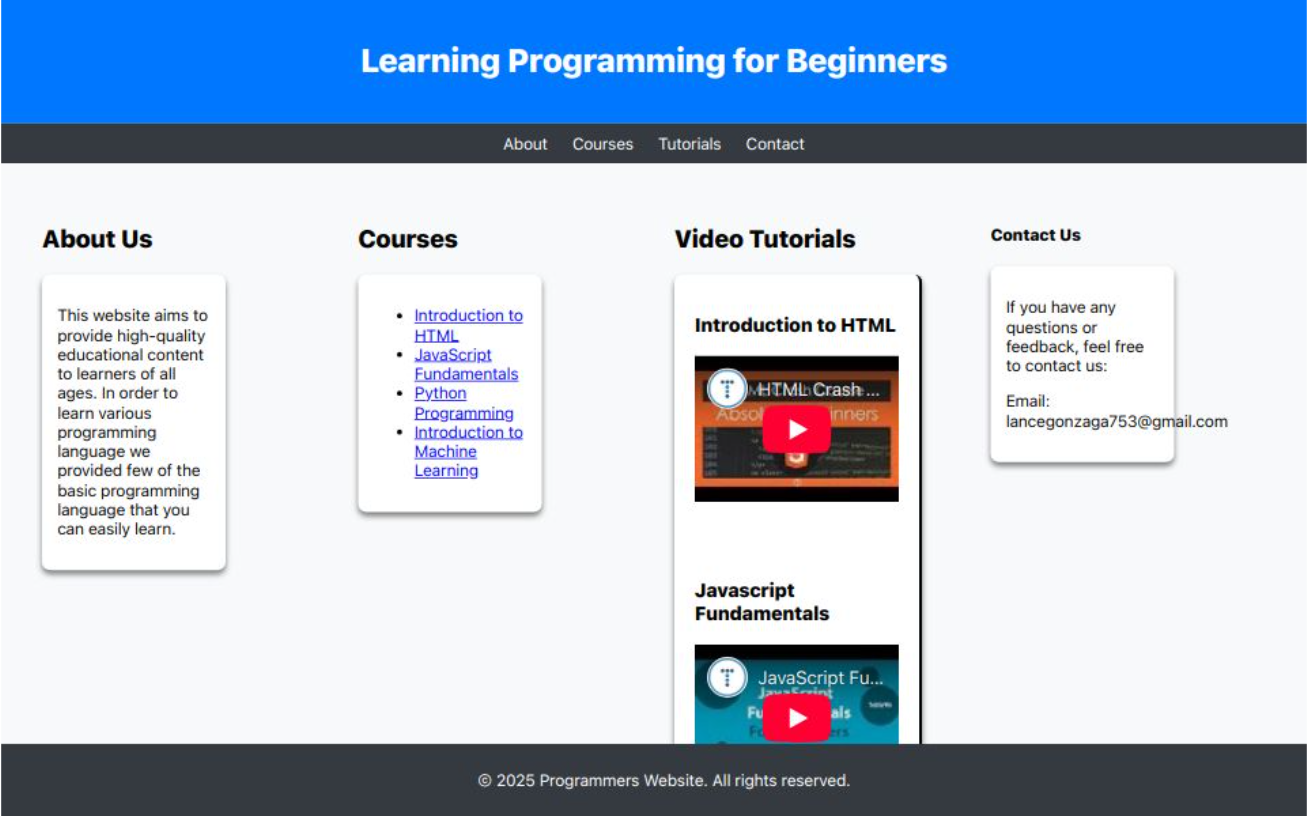 Learning Programming for Beginners
About Courses Tutorials Contact
About Us
This website aims to
provide high-quality
educational content
to learners of all
ages. In order to
learn various
programming
language we
provided few of the
basic programming
language that you
can easily learn.
Courses
Introduction to
HTML
JavaScript
Fundamentals
Python
Programming
Introduction to
Machine
Learning
Video Tutorials
Introduction to HTML
HTML Crash ...
Javascript
Fundamentals
JavaScript Fu...
JavaScript
Contact Us
If you have any
questions or
feedback, feel free
to contact us:
Email:
lancegonzaga753@gmail.com
© 2025 Programmers Website. All rights reserved.